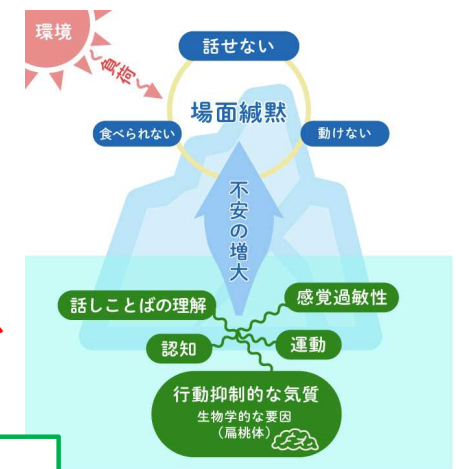 環境
負荷
話せない
場面緘黙
食べられない
動けない
不安の増大
話しことばの理解
感覚過敏性
認知
運動
行動抑制的な気質
生物学的な要因
(扁桃体)